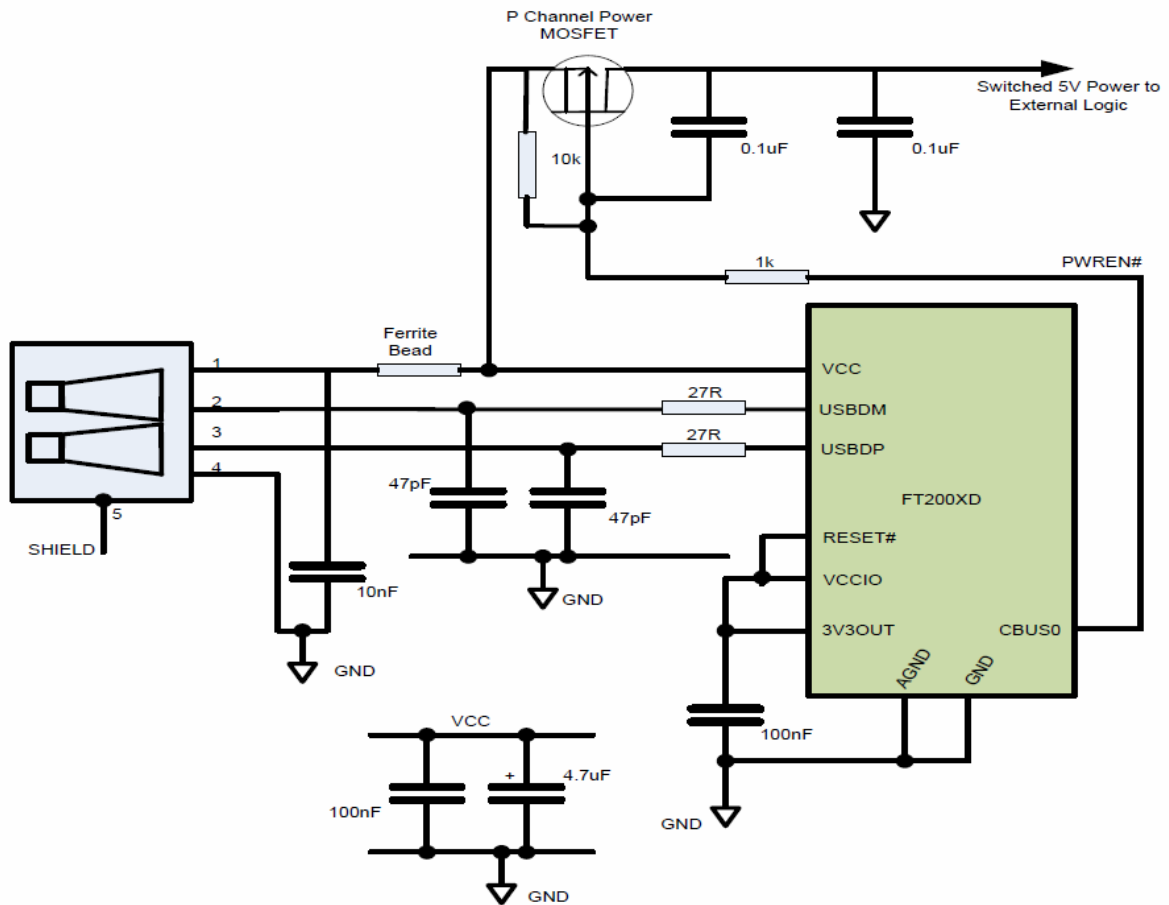 P Channel Power
MOSFET
Switched 5V Power to
External Logic
10k
0.1uF
0.1uF
1k
PWREN#
Ferrite
Bead
1
VCC
2
27R
USBDM
3
27R
USBDP
4
47pF
47pF
FT200XD
5
SHIELD
RESET#
10nF
VCCIO
GND
3V3OUT
CBUS0
GND
AGND
GND
VCC
100nF
+
4.7uF
100nF
GND
GND